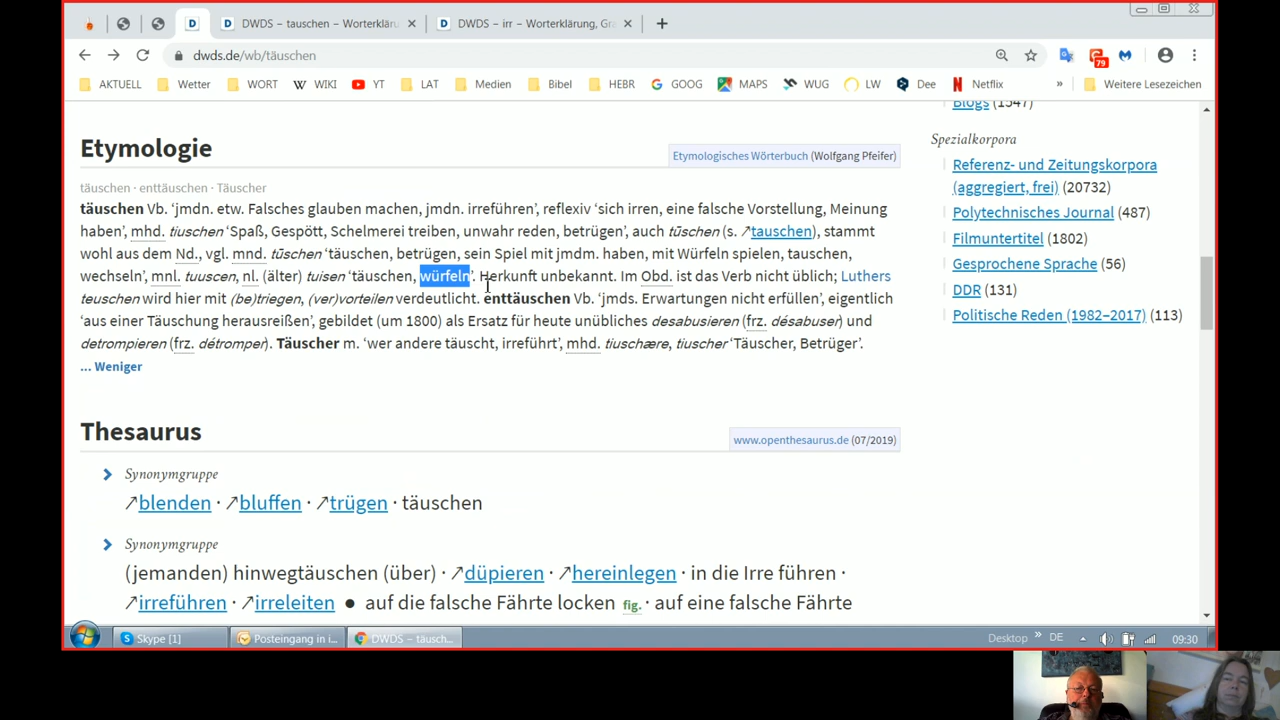 DWDS – tauschen – Worterkläru
DWDS – irr – Worterklärung, Gra
dwds.de/wb/täuschen
79
AKTUELL Wetter WORT WIKI YT LAT Medien Bibel HEBR GOOG MAPS WUG LW Dee Netflix » Weitere Lesezeichen
Blogs (1547)
Etymologie
Etymologisches Wörterbuch (Wolfgang Pfeifer)
täuschen · enttäuschen · Täuscher
täuschen Vb. ‘jmdn. etw. Falsches glauben machen, jmdn. irreführen’, reflexiv ‘sich irren, eine falsche Vorstellung, Meinung
haben’, mhd. tiuschen ‘Spaß, Gespött, Schelmerei treiben, unwahr reden, betrügen’, auch tūschen (s. ↗tauschen), stammt
wohl aus dem Nd., vgl. mnd. tūschen ‘täuschen, betrügen, sein Spiel mit jmdm. haben, mit Würfeln spielen, tauschen,
wechseln’, mnl. tuuscen, nl. (älter) tuisen ‘täuschen, würfeln’. Herkunft unbekannt. Im Obd. ist das Verb nicht üblich; Luthers
teuschen wird hier mit (be)triegen, (ver)vorteilen verdeutlicht. enttäuschen Vb. ‘jmds. Erwartungen nicht erfüllen’, eigentlich
‘aus einer Täuschung herausreißen’, gebildet (um 1800) als Ersatz für heute unübliches desabusieren (frz. désabuser) und
detrompieren (frz. détromper). Täuscher m. ‘wer andere täuscht, irreführt’, mhd. tiuschære, tiuscher ‘Täuscher, Betrüger’.
... Weniger
Spezialkorpora
Referenz- und Zeitungskorpora
(aggregiert, frei) (20732)
Polytechnisches Journal (487)
Filmuntertitel (1802)
Gesprochene Sprache (56)
DDR (131)
Politische Reden (1982–2017) (113)
Thesaurus
www.openthesaurus.de (07/2019)
Synonymgruppe
↗blenden · ↗bluffen · ↗trügen · täuschen
Synonymgruppe
(jemanden) hinwegtäuschen (über) · ↗düpieren · ↗hereinlegen · in die Irre führen ·
↗irreführen · ↗irreleiten ● auf die falsche Fährte locken fig. · auf eine falsche Fährte
Skype [1] Posteingang in i... DWDS – täusch... Desktop » DE 09:30